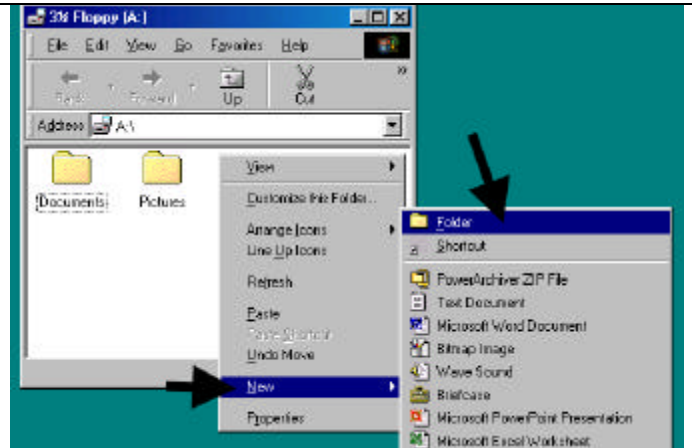 3½ Floppy (A:)
File Edit View Go Favorites Help
Back Forward Up Cut »
Address A:\
Documents Pictures
View
Customize this Folder...
Arrange Icons
Line Up Icons
Refresh
Paste
Paste Shortcut
Undo Move
New
Properties
Folder
Shortcut
PowerArchiver ZIP File
Text Document
Microsoft Word Document
Bitmap Image
Wave Sound
Briefcase
Microsoft PowerPoint Presentation
Microsoft Excel Worksheet